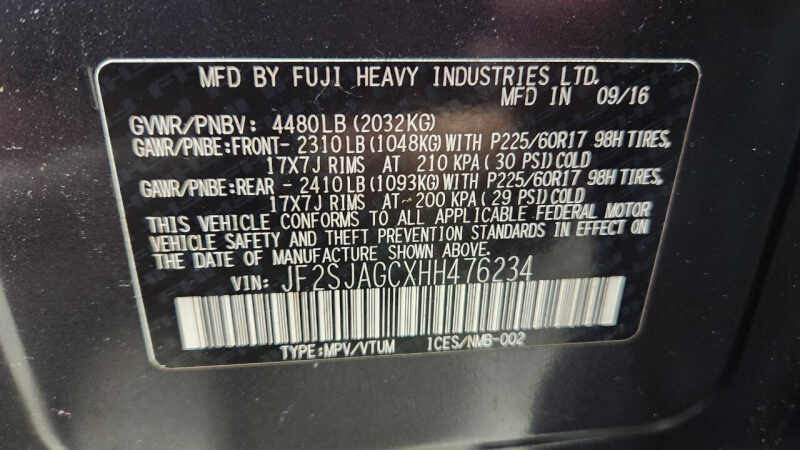 MFD BY FUJI HEAVY INDUSTRIES LTD.
MFD IN 09/16
GVWR/PNBV: 4480LB(2032KG)
GAWR/PNBE:FRONT- 2310 LB(1048KG) WITH P225/60R17 98H TIRES,
17X7J RIMS AT 210 KPA( 30 PSI) COLD
GAWR/PNBE:REAR - 2410 LB(1093KG) WITH P225/60R17 98H TIRES,
17X7J RIMS AT 200 KPA( 29 PSI) COLD
THIS VEHICLE CONFORMS TO ALL APPLICABLE FEDERAL MOTOR
VEHICLE SAFETY AND THEFT PREVENTION STANDARDS IN EFFECT ON
THE DATE OF MANUFACTURE SHOWN ABOVE.
VIN: JF2SJAGCXHH476234
TYPE:MPV/VTUM ICES/NMB-002